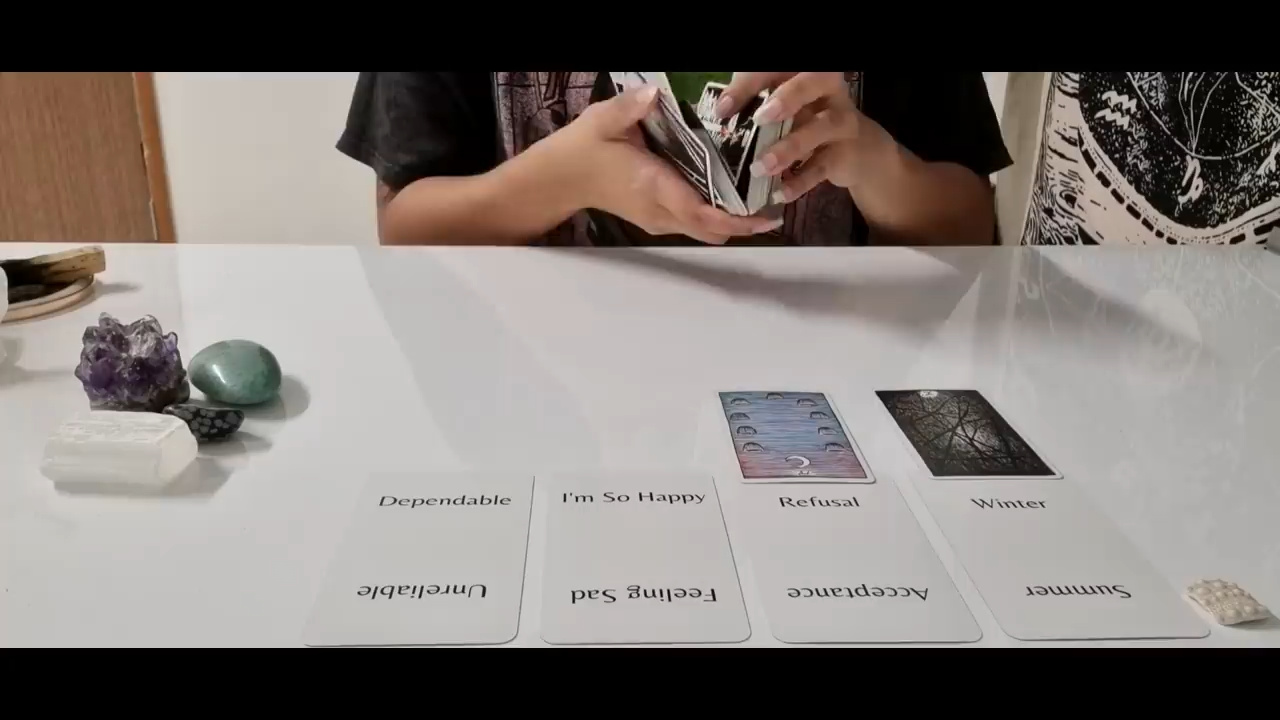 Dependable
I'm So Happy
Refusal
Winter
Unreliable
Feeling Sad
Acceptance
Summer